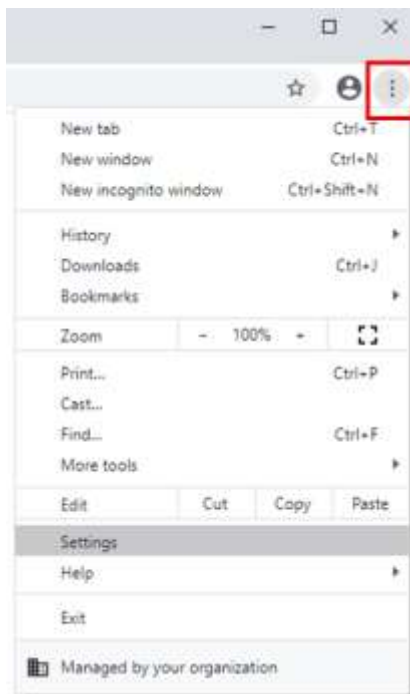 New tab Ctrl+T
New window Ctrl+N
New incognito window Ctrl+Shift+N
History
Downloads Ctrl+J
Bookmarks
Zoom - 100% +
Print... Ctrl+P
Cast...
Find... Ctrl+F
More tools
Edit Cut Copy Paste
Settings
Help
Exit
Managed by your organization